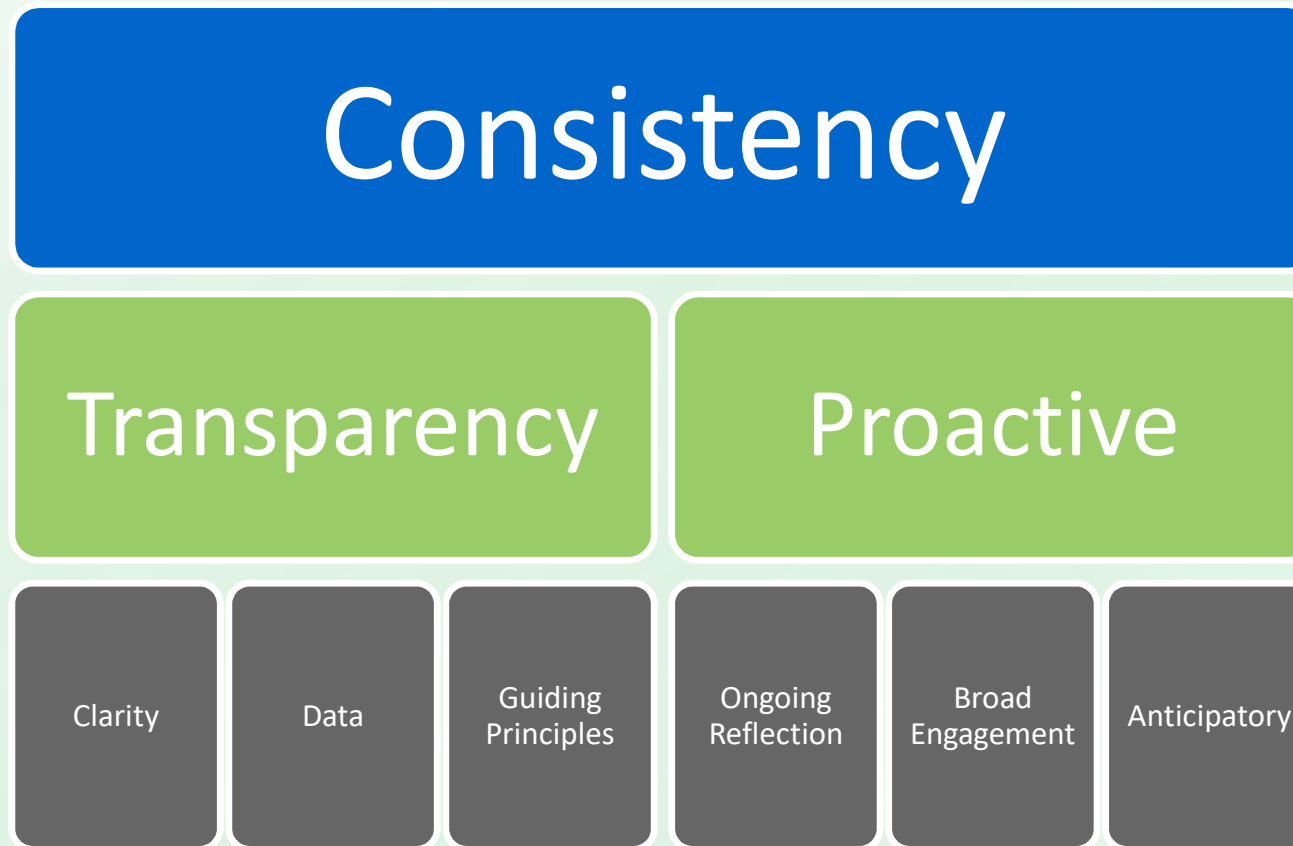 Consistency
Transparency
Proactive
Clarity
Data
Guiding
Principles
Ongoing
Reflection
Broad
Engagement
Anticipatory